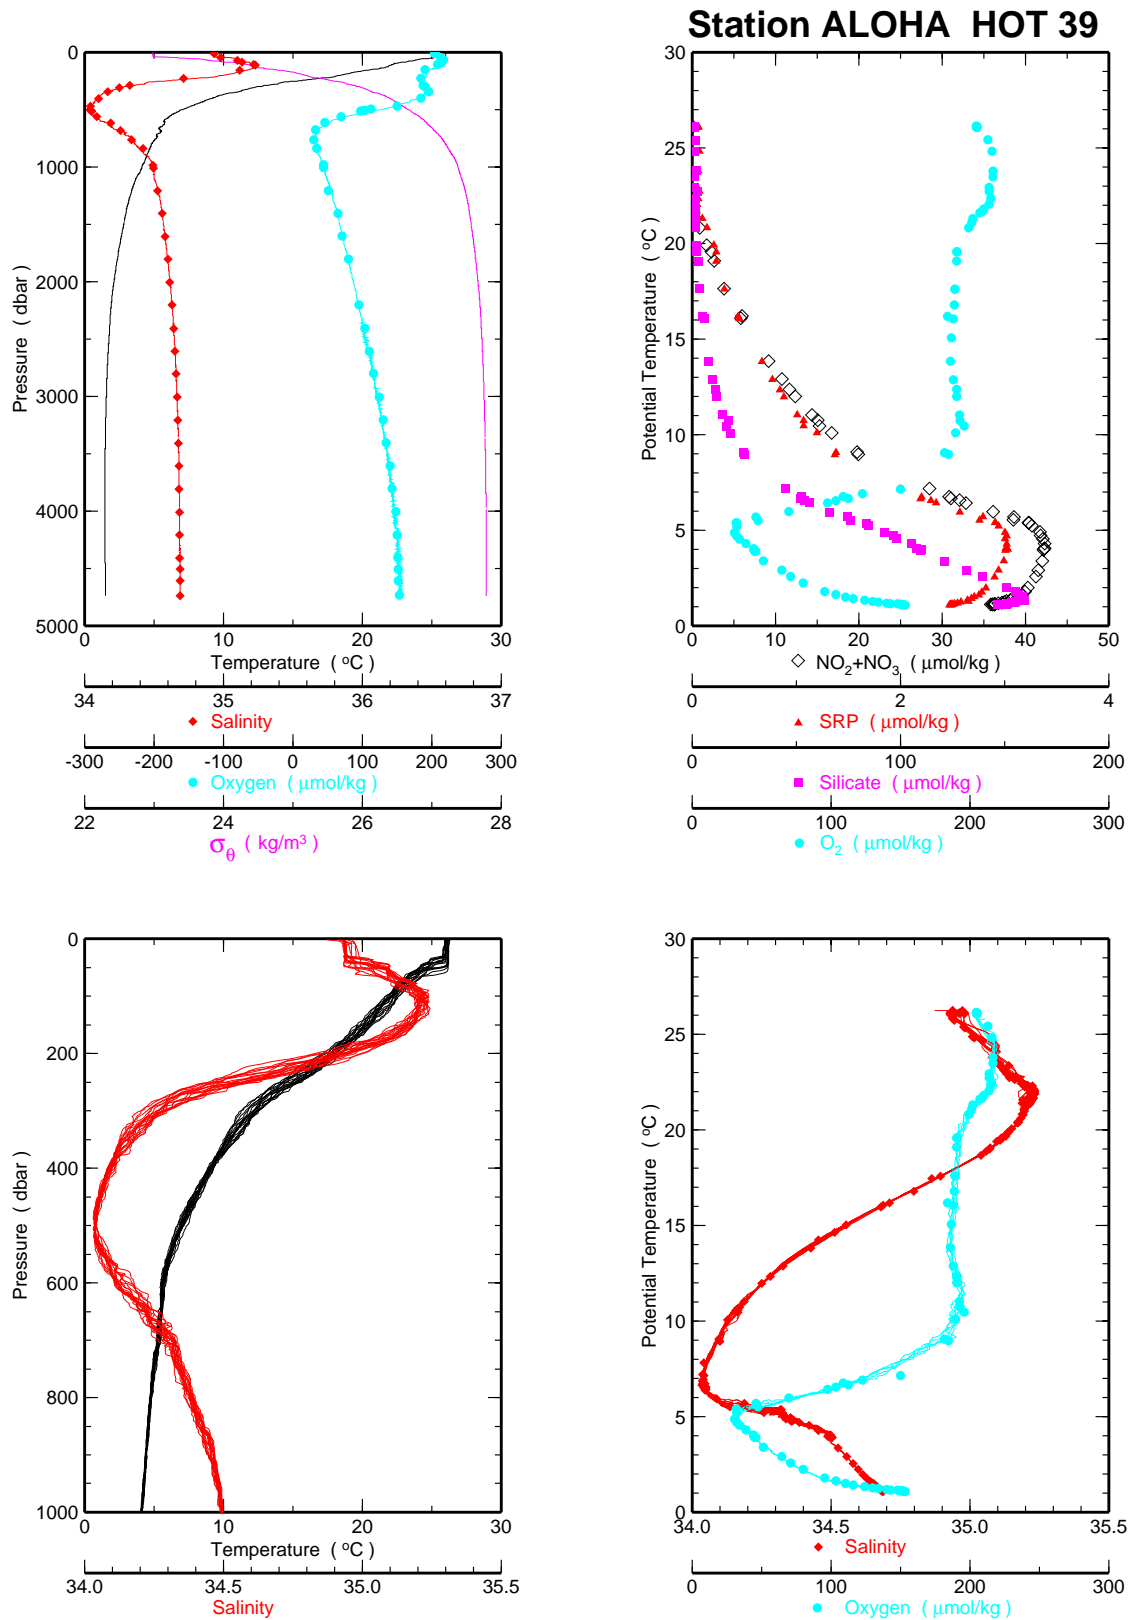 Station ALOHA  HOT 39
0
1000
2000
3000
4000
5000
Pressure ( dbar)
0 10 20 30
Temperature ( °C)
34 35 36 37
Salinity
-300 -200 -100 0 100 200 300
Oxygen ( μmol/kg)
22 24 26 28
σθ ( kg/m³)
30
25
20
15
10
5
0
Potential Temperature ( °C)
0 10 20 30 40 50
NO₂+NO₃ ( μmol/kg)
0 2 4
SRP ( μmol/kg)
0 100 200
Silicate ( μmol/kg)
0 100 200 300
O₂ ( μmol/kg)
0
200
400
600
800
1000
Pressure ( dbar)
0 10 20 30
Temperature ( °C)
34.0 34.5 35.0 35.5
Salinity
30
25
20
15
10
5
0
Potential Temperature ( °C)
34.0 34.5 35.0 35.5
Salinity
0 100 200 300
Oxygen ( μmol/kg)